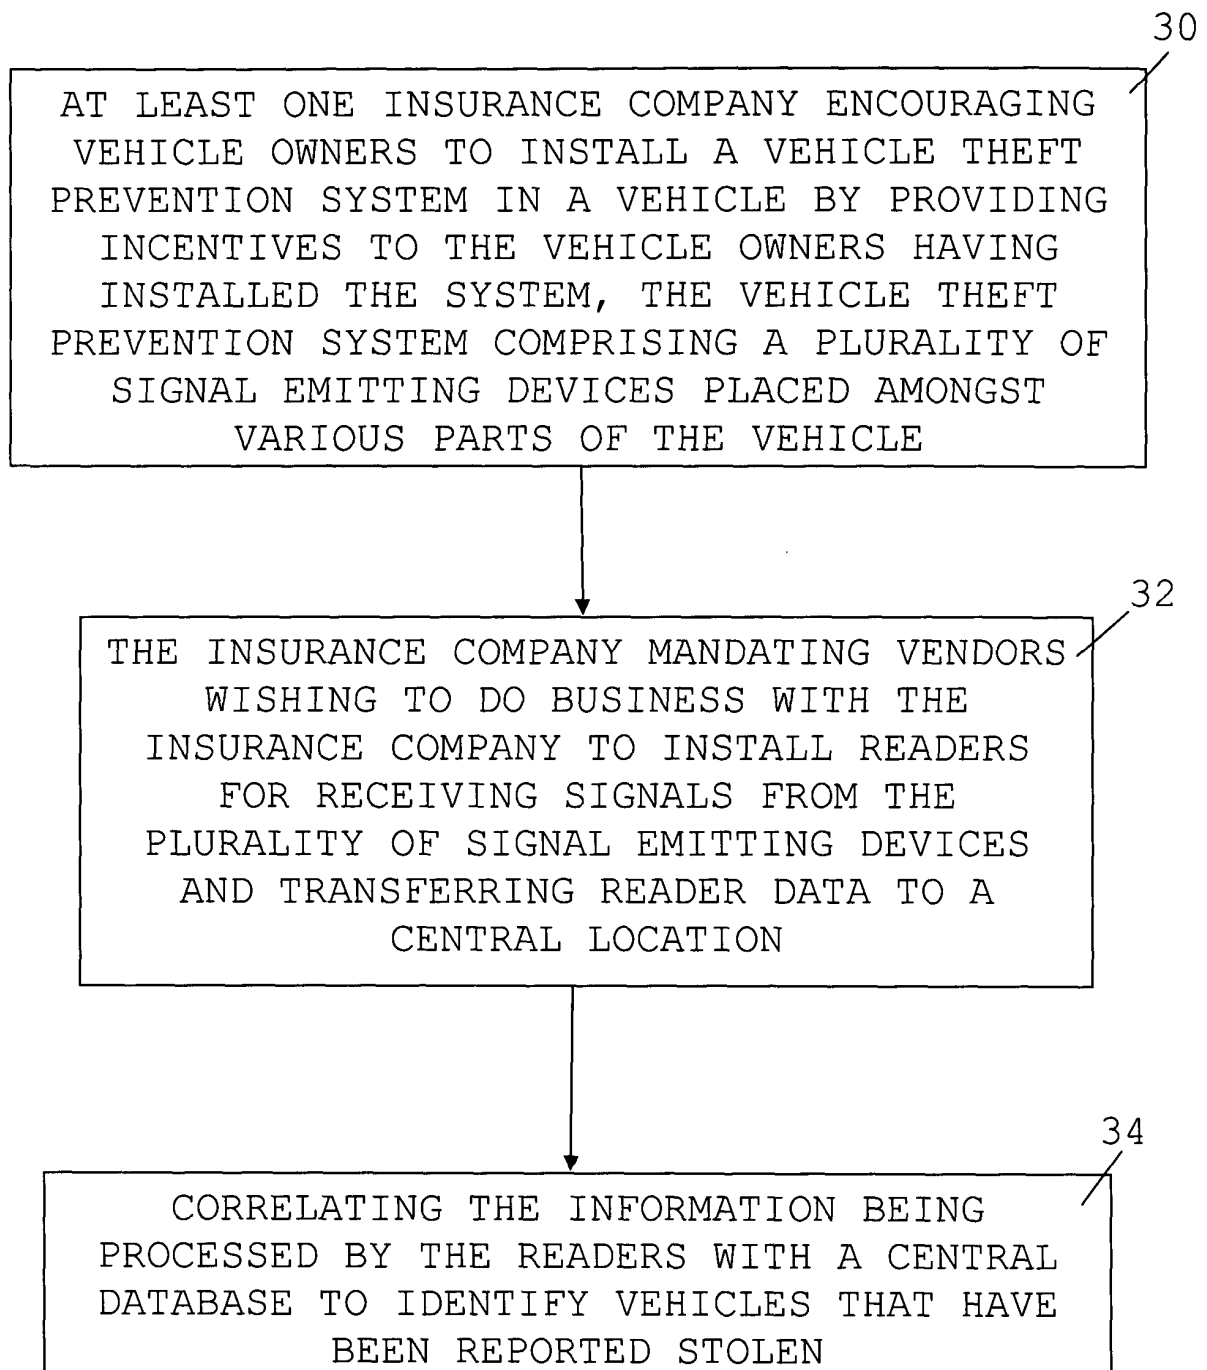 30
AT LEAST ONE INSURANCE COMPANY ENCOURAGING
VEHICLE OWNERS TO INSTALL A VEHICLE THEFT
PREVENTION SYSTEM IN A VEHICLE BY PROVIDING
INCENTIVES TO THE VEHICLE OWNERS HAVING
INSTALLED THE SYSTEM, THE VEHICLE THEFT
PREVENTION SYSTEM COMPRISING A PLURALITY OF
SIGNAL EMITTING DEVICES PLACED AMONGST
VARIOUS PARTS OF THE VEHICLE
32
THE INSURANCE COMPANY MANDATING VENDORS
WISHING TO DO BUSINESS WITH THE
INSURANCE COMPANY TO INSTALL READERS
FOR RECEIVING SIGNALS FROM THE
PLURALITY OF SIGNAL EMITTING DEVICES
AND TRANSFERRING READER DATA TO A
CENTRAL LOCATION
34
CORRELATING THE INFORMATION BEING
PROCESSED BY THE READERS WITH A CENTRAL
DATABASE TO IDENTIFY VEHICLES THAT HAVE
BEEN REPORTED STOLEN